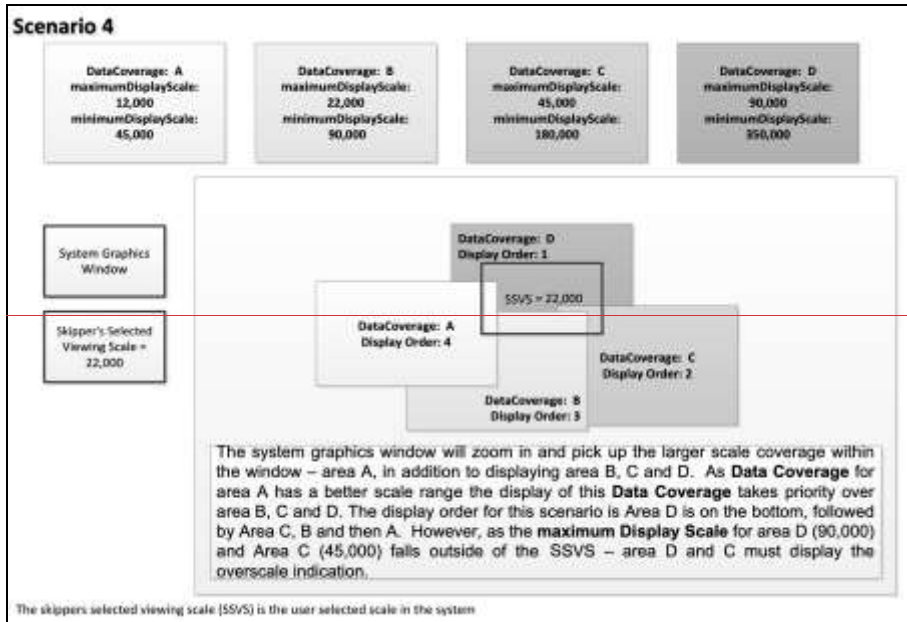 Scenario 4
DataCoverage: A
maximumDisplayScale:
12,000
minimumDisplayScale:
45,000
DataCoverage: B
maximumDisplayScale:
22,000
minimumDisplayScale:
90,000
DataCoverage: C
maximumDisplayScale:
45,000
minimumDisplayScale:
180,000
DataCoverage: D
maximumDisplayScale:
90,000
minimumDisplayScale:
350,000
System Graphics
Window
Skipper's Selected
Viewing Scale =
22,000
DataCoverage: D
Display Order: 1
SSVS = 22,000
DataCoverage: A
Display Order: 4
DataCoverage: C
Display Order: 2
DataCoverage: B
Display Order: 3
The system graphics window will zoom in and pick up the larger scale coverage within
the window – area A, in addition to displaying area B, C and D. As Data Coverage for
area A has a better scale range the display of this Data Coverage takes priority over
area B, C and D. The display order for this scenario is Area D is on the bottom, followed
by Area C, B and then A. However, as the maximum Display Scale for area D (90,000)
and Area C (45,000) falls outside of the SSVS – area D and C must display the
overscale indication.
The skippers selected viewing scale (SSVS) is the user selected scale in the system